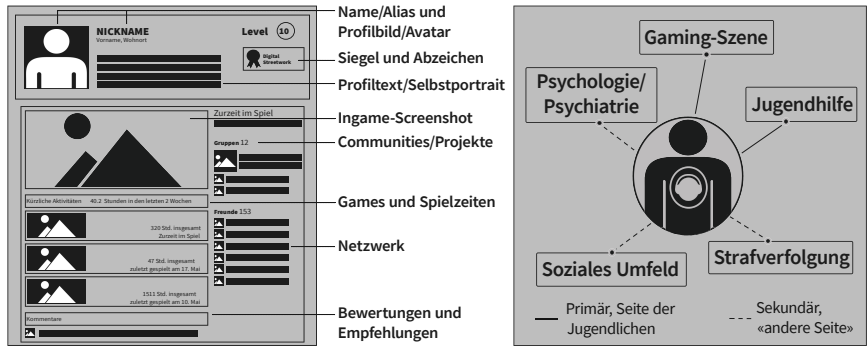 NICKNAME
Vorname, Wohnort
Level 10
Digital
Streetwork
Zurzeit im Spiel
Gruppen 12
Kürzliche Aktivitäten 40.2 Stunden in den letzten 2 Wochen
Freunde 153
320 Std. insgesamt
Zurzeit im Spiel
47 Std. insgesamt
zuletzt gespielt am 17. Mai
1511 Std. insgesamt
zuletzt gespielt am 10. Mai
Kommentare
Name/Alias und
Profilbild/Avatar
Siegel und Abzeichen
Profiltext/Selbstportrait
Ingame-Screenshot
Communities/Projekte
Games und Spielzeiten
Netzwerk
Bewertungen und
Empfehlungen
Gaming-Szene
Psychologie/
Psychiatrie
Jugendhilfe
Soziales Umfeld
Strafverfolgung
Primär, Seite der
Jugendlichen
Sekundär,
«andere Seite»